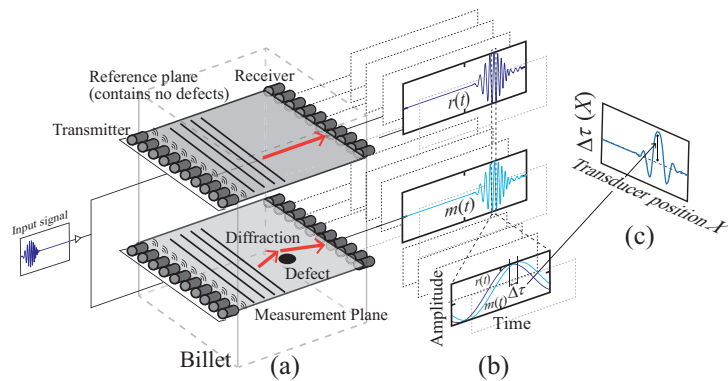 Reference plane
(contains no defects)
Receiver
Transmitter
r(t)
Input signal
m(t)
Diffraction
Defect
Measurement Plane
Billet
(a)
Amplitude
r(t)
Δτ
m(t)
Time
(b)
Δτ (X)
Transducer position X
(c)